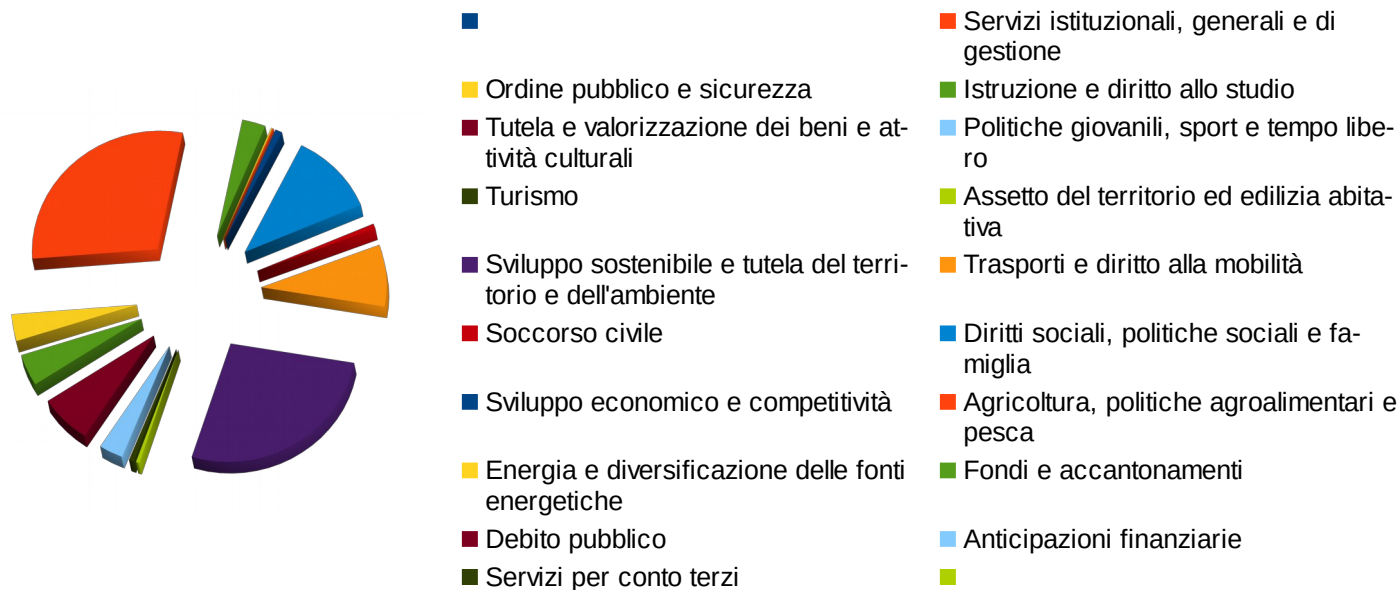 Servizi istituzionali, generali e di
gestione
Ordine pubblico e sicurezza
Istruzione e diritto allo studio
Tutela e valorizzazione dei beni e at-
tività culturali
Politiche giovanili, sport e tempo libe-
ro
Turismo
Assetto del territorio ed edilizia abita-
tiva
Sviluppo sostenibile e tutela del terri-
torio e dell'ambiente
Trasporti e diritto alla mobilità
Soccorso civile
Diritti sociali, politiche sociali e fa-
miglia
Sviluppo economico e competitività
Agricoltura, politiche agroalimentari e
pesca
Energia e diversificazione delle fonti
energetiche
Fondi e accantonamenti
Debito pubblico
Anticipazioni finanziarie
Servizi per conto terzi